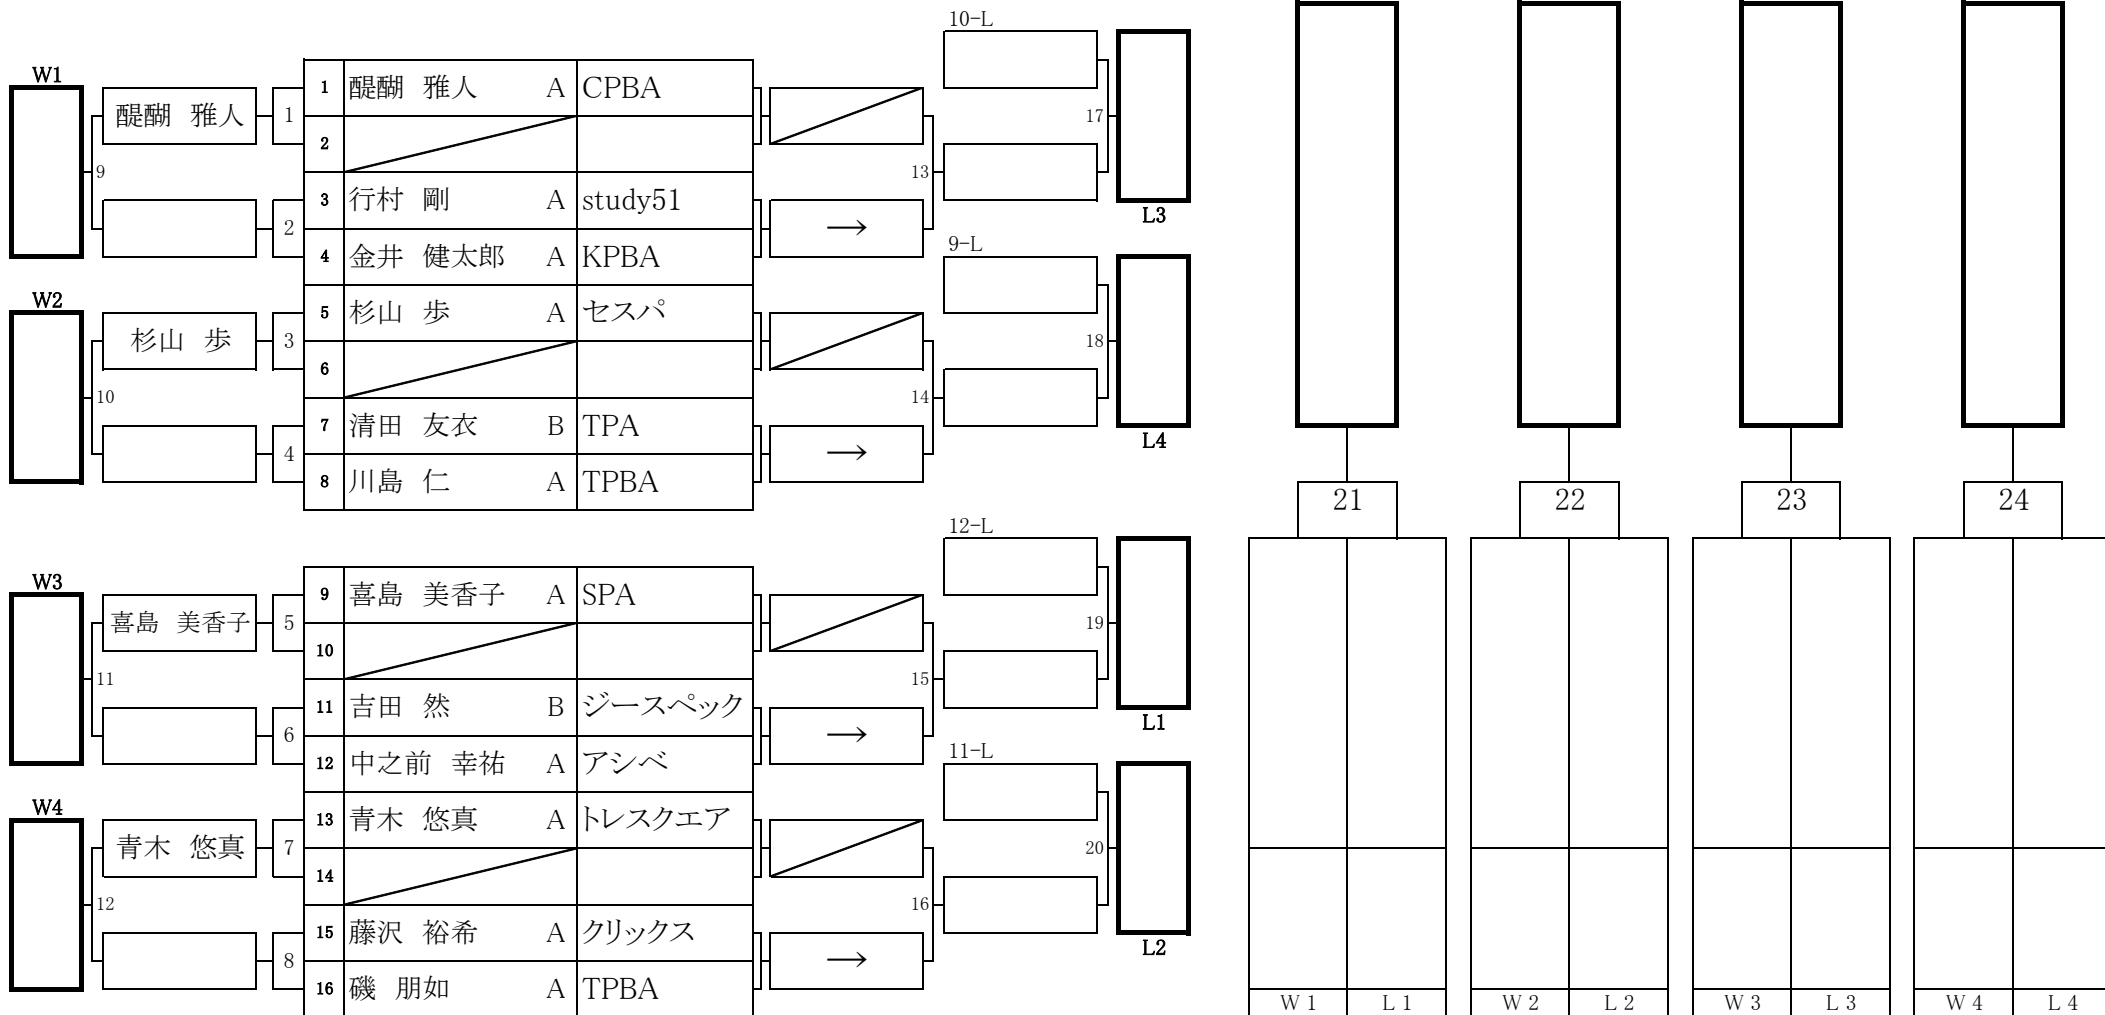 10-L
W1
1 醍醐 雅人 A CPBA
醍醐 雅人 1
17
2
9
13
3 行村 剛 A study51
L3
2
→
9-L
4 金井 健太郎 A KPBA
W2
5 杉山 歩 A セスパ
杉山 歩 3
18
6
10
14
7 清田 友衣 B TPA
L4
4
→
8 川島 仁 A TPBA
21 22 23 24
12-L
W3
9 喜島 美香子 A SPA
喜島 美香子 5
19
10
11
15
11 吉田 然 B ジースペック
L1
6
→
11-L
12 中之前 幸祐 A アシベ
W4
13 青木 悠真 A トレスクエア
青木 悠真 7
20
14
12
16
15 藤沢 裕希 A クリックス
L2
8
→
16 磯 朋如 A TPBA
W 1 L 1 W 2 L 2 W 3 L 3 W 4 L 4